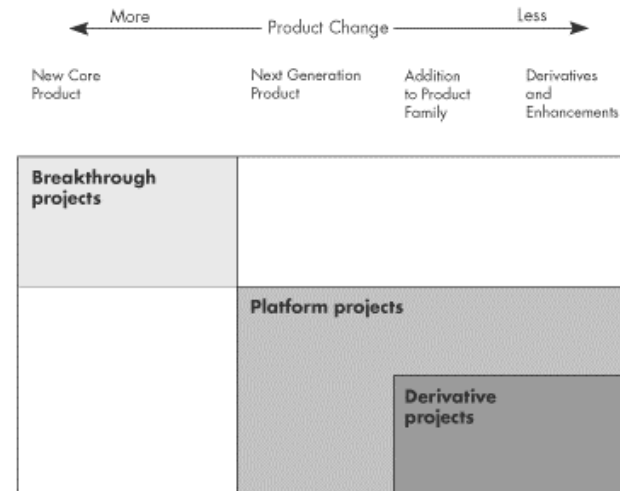 More
Product Change
Less
New Core
Product
Next Generation
Product
Addition
to Product
Family
Derivatives
and
Enhancements
Breakthrough
projects
Platform projects
Derivative
projects